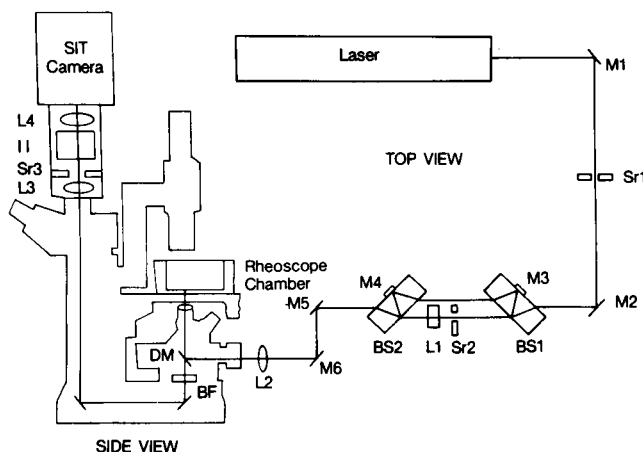 SIT
Camera
L4
II
Sr3
L3
Laser
M1
TOP VIEW
Sr1
Rheoscope
Chamber
M5
M4
M3
M2
DM
BF
L2
M6
BS2
L1
Sr2
BS1
SIDE VIEW